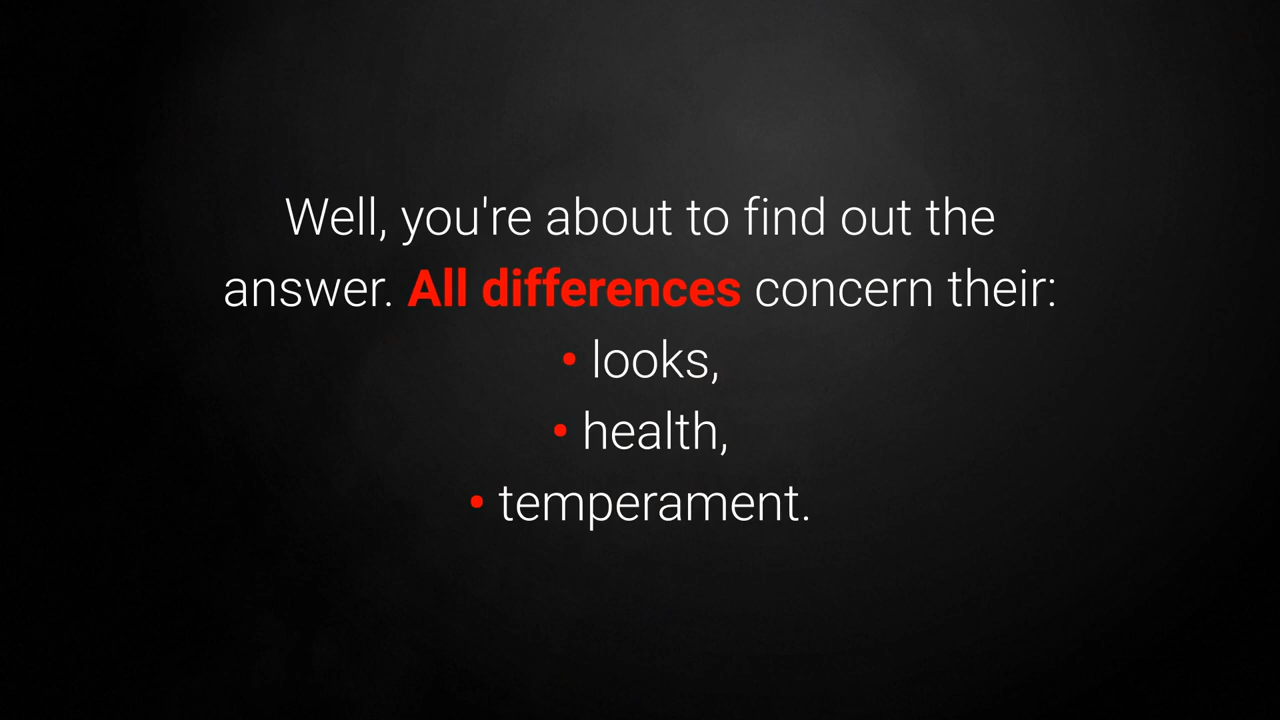 Well, you're about to find out the
answer. All differences concern their:
• looks,
• health,
• temperament.